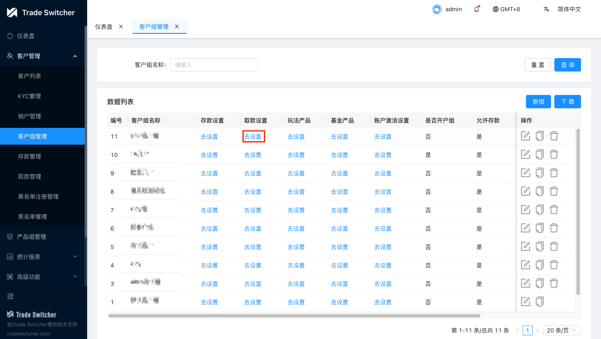 Trade Switcher
admin
GMT+8
简体中文
仪表盘
客户管理
客户列表
KYC管理
销户管理
客户组管理
存款管理
取款管理
黑名单注册管理
黑名单管理
产品组管理
统计报表
高级功能
Trade Switcher
由Trade Switcher提供技术支持
tradeswitcher.com
仪表盘 ×
客户组管理 ×
客户组名称: 请输入
重 置 查 询
数据列表
新增 下 载
编号 客户组名称 存款设置 取款设置 玩法产品 基金产品 账户激活设置 是否开户组 允许存款 操作
11 去设置 去设置 去设置 去设置 去设置 否 是
10 去设置 去设置 去设置 去设置 去设置 是 是
9 去设置 去设置 去设置 去设置 去设置 否 是
8 去设置 去设置 去设置 去设置 去设置 否 是
7 去设置 去设置 去设置 去设置 去设置 否 是
6 去设置 去设置 去设置 去设置 去设置 否 是
5 去设置 去设置 去设置 去设置 去设置 否 是
4 去设置 去设置 去设置 去设置 去设置 否 是
3 去设置 去设置 去设置 去设置 去设置 否 是
1 去设置 去设置 去设置 去设置 去设置 否 是
第 1-11 条/总共 11 条 < 1 > 20 条/页